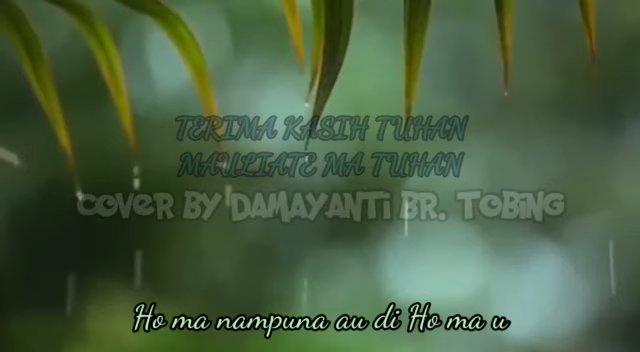 TERIMA KASIH TUHAN
MAULIATE MA TUHAN
COVER BY DAMAYANTI BR. TOBING
Ho ma nampuna au di Ho ma u